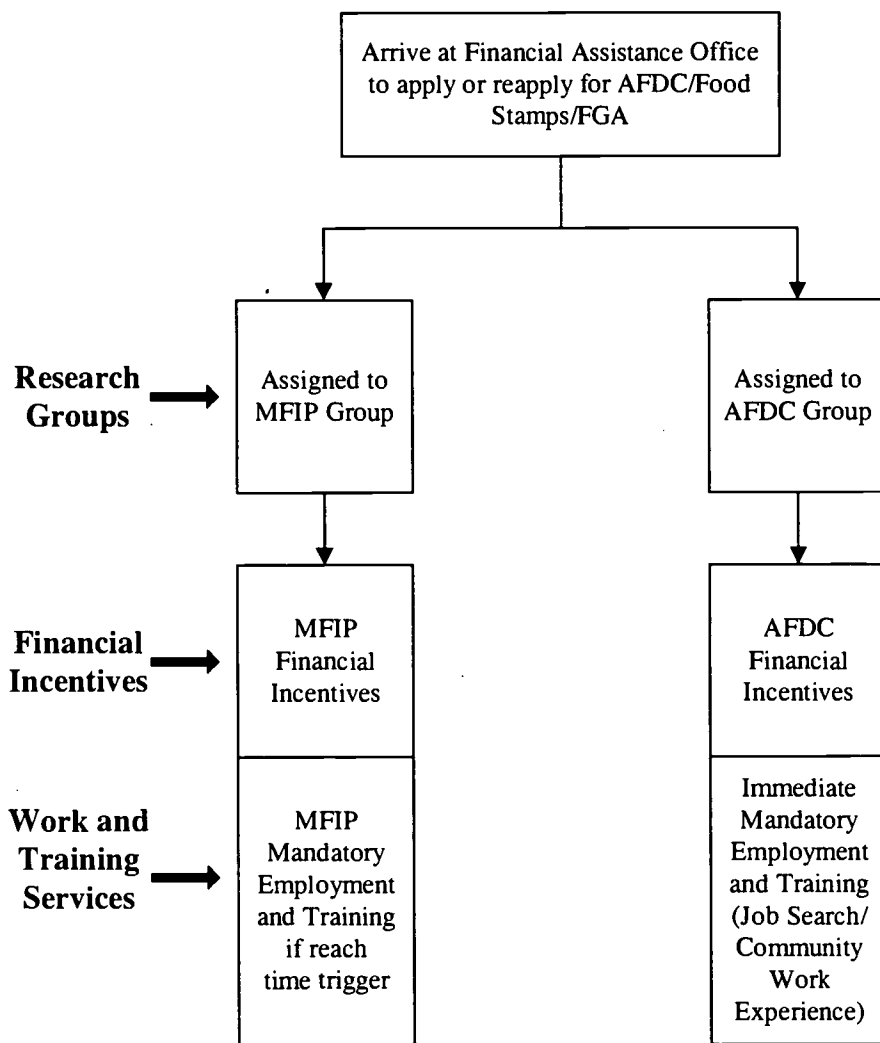 Arrive at Financial Assistance Office
to apply or reapply for AFDC/Food
Stamps/FGA
Research
Groups
Assigned to
MFIP Group
Assigned to
AFDC Group
Financial
Incentives
MFIP
Financial
Incentives
AFDC
Financial
Incentives
Work and
Training
Services
MFIP
Mandatory
Employment
and Training
if reach
time trigger
Immediate
Mandatory
Employment
and Training
(Job Search/
Community
Work
Experience)